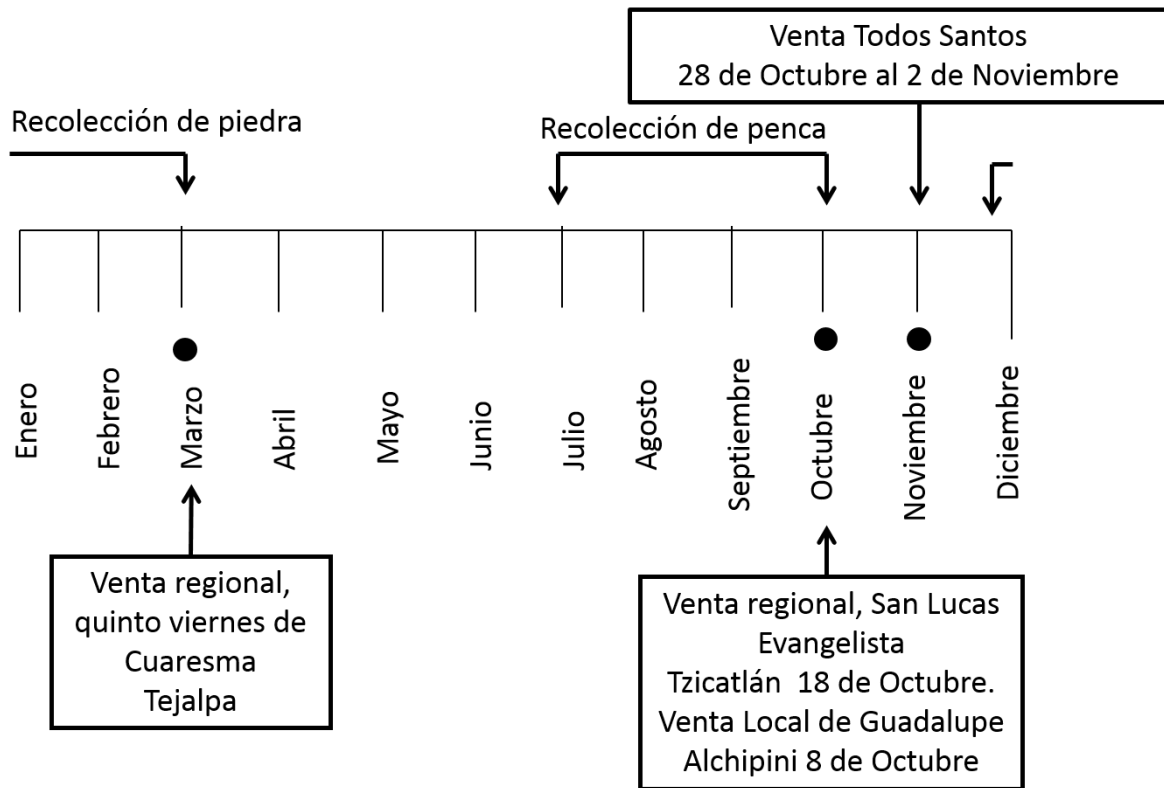 Venta Todos Santos
28 de Octubre al 2 de Noviembre
Recolección de piedra
Recolección de penca
Enero
Febrero
Marzo
Abril
Mayo
Junio
Julio
Agosto
Septiembre
Octubre
Noviembre
Diciembre
Venta regional,
quinto viernes de
Cuaresma
Tejalpa
Venta regional, San Lucas
Evangelista
Tzicatlán 18 de Octubre.
Venta Local de Guadalupe
Alchipini 8 de Octubre